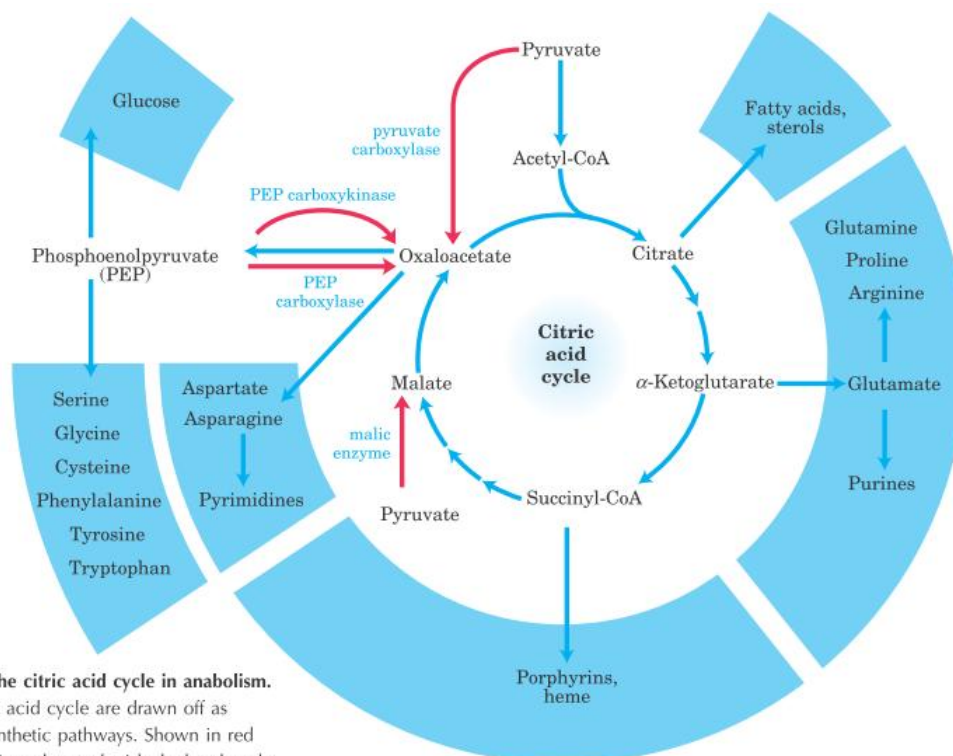 Pyruvate
Glucose
Fatty acids,
sterols
pyruvate
carboxylase
Acetyl-CoA
PEP carboxykinase
Phosphoenolpyruvate
(PEP)
Oxaloacetate
Citrate
PEP
carboxylase
Glutamine
Proline
Arginine
Citric
acid
cycle
Malate
α-Ketoglutarate
Glutamate
Aspartate
Asparagine
Serine
Glycine
Cysteine
Phenylalanine
Tyrosine
Tryptophan
malic
enzyme
Pyrimidines
Pyruvate
Succinyl-CoA
Purines
Porphyrins,
heme
he citric acid cycle in anabolism.
acid cycle are drawn off as
nthetic pathways. Shown in red